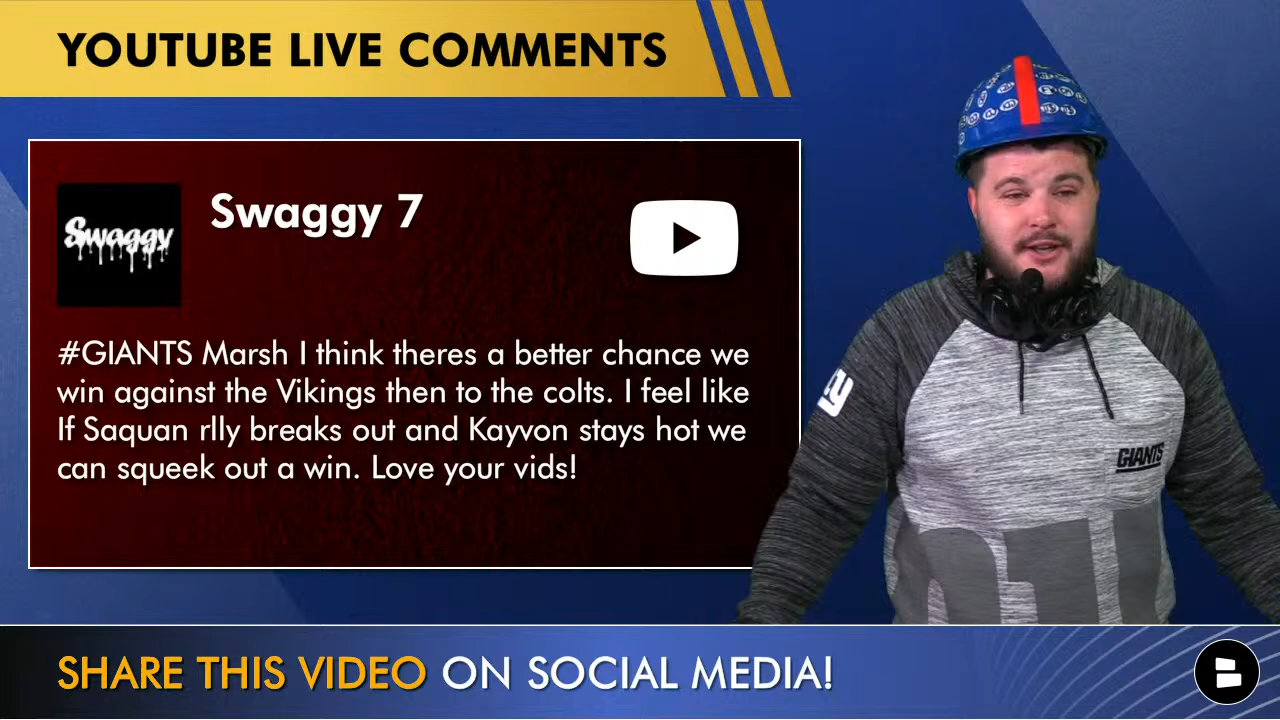 YOUTUBE LIVE COMMENTS
Swaggy
Swaggy 7
#GIANTS Marsh I think theres a better chance we
win against the Vikings then to the colts. I feel like
If Saquan rlly breaks out and Kayvon stays hot we
can squeek out a win. Love your vids!
ny
GIANTS
SHARE THIS VIDEO ON SOCIAL MEDIA!